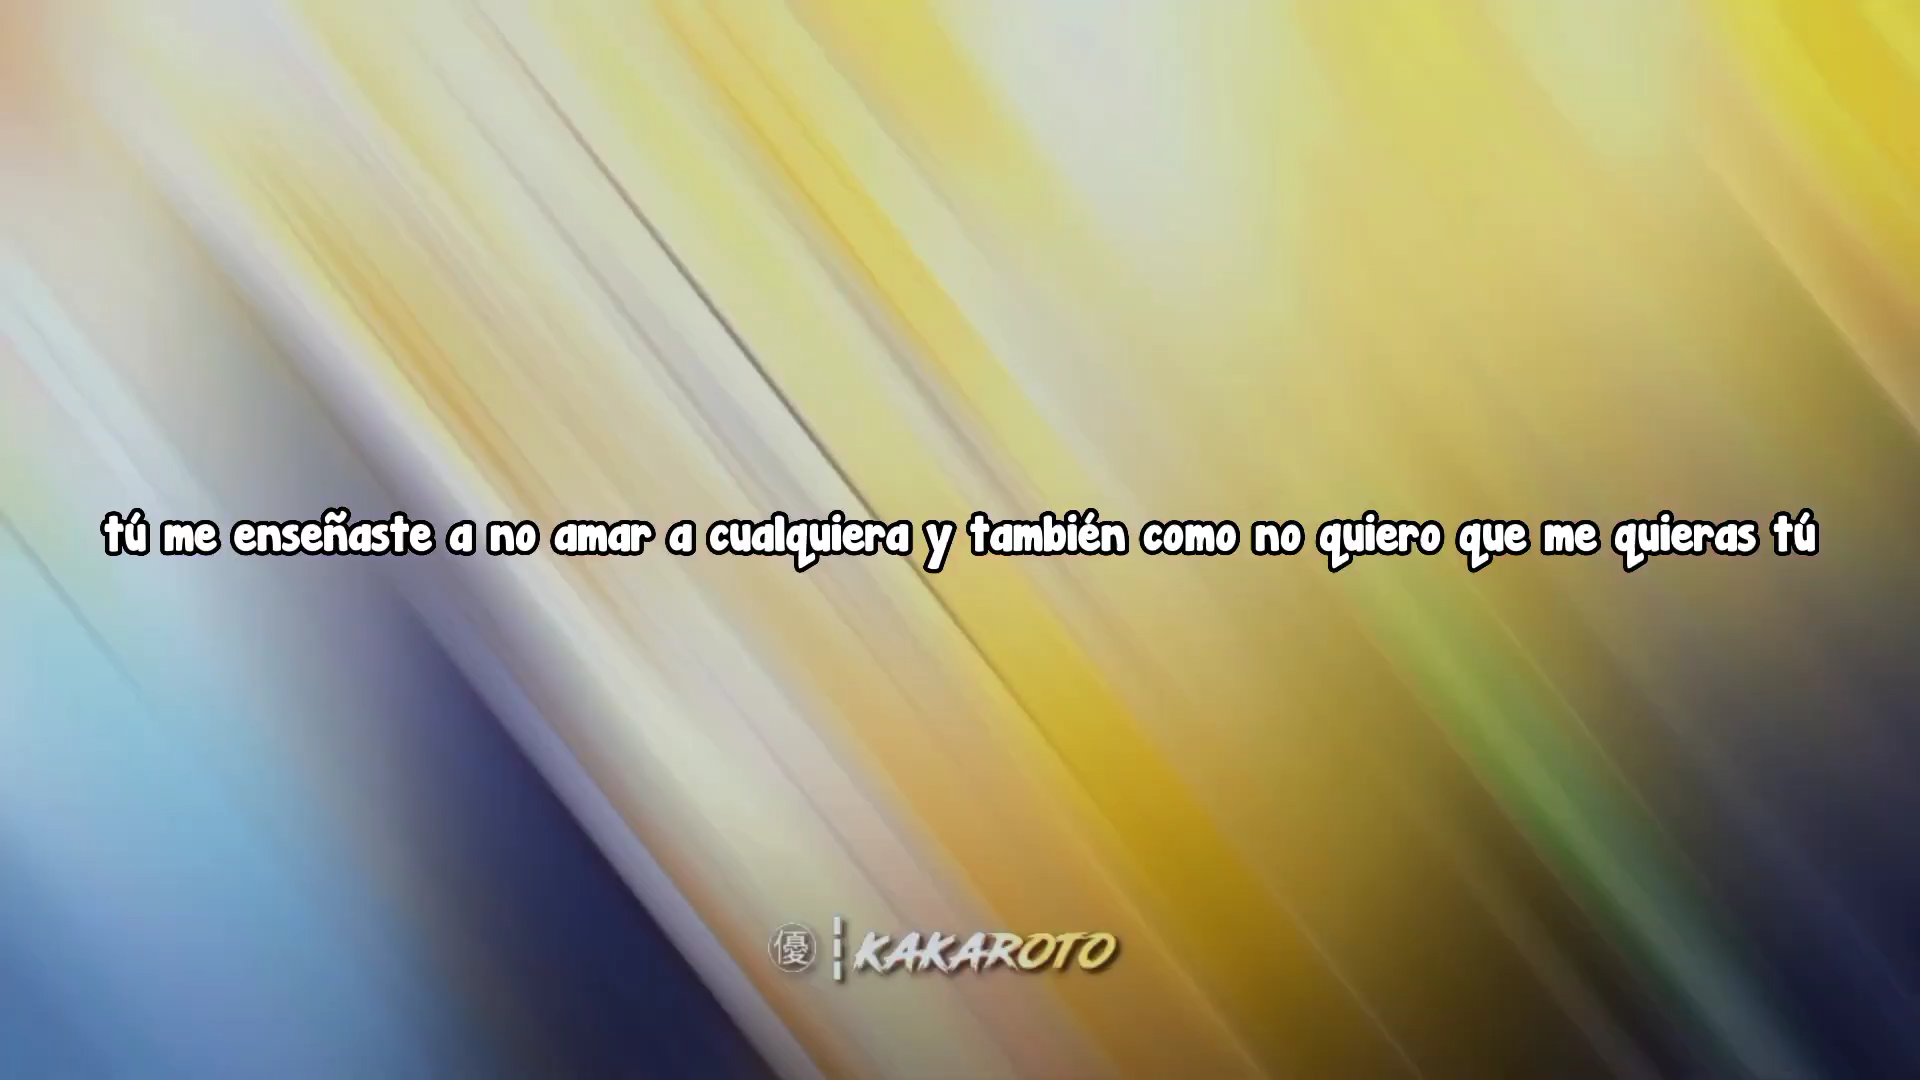 tú me enseñaste a no amar a cualquiera y también como no quiero que me quieras tú
優 KAKAROTO